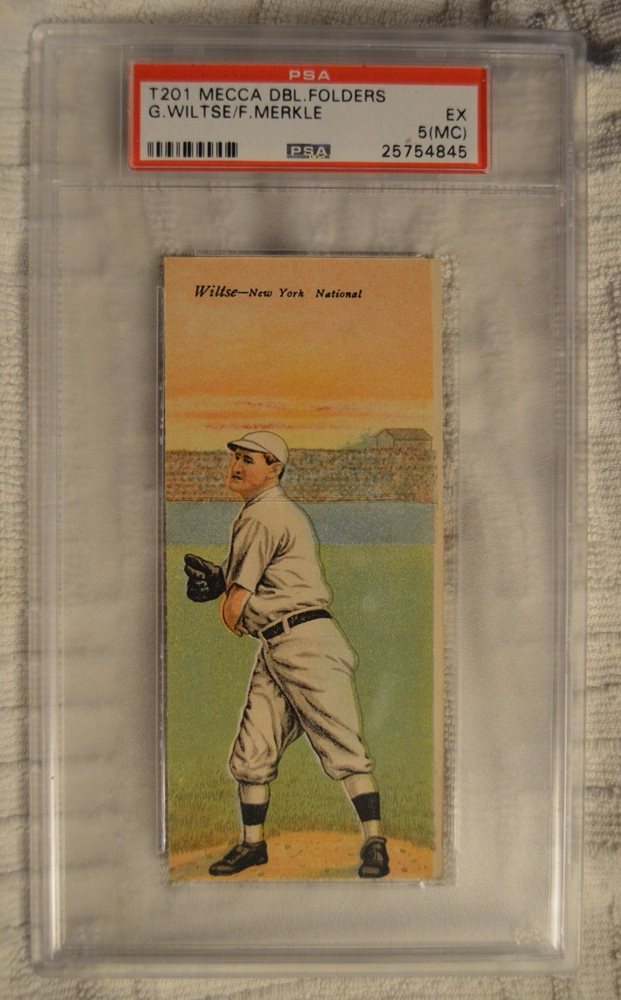 PSA
T201 MECCA DBL.FOLDERS
G.WILTSE/F.MERKLE EX
5(MC)
PSA 25754845
Wiltse—New York National